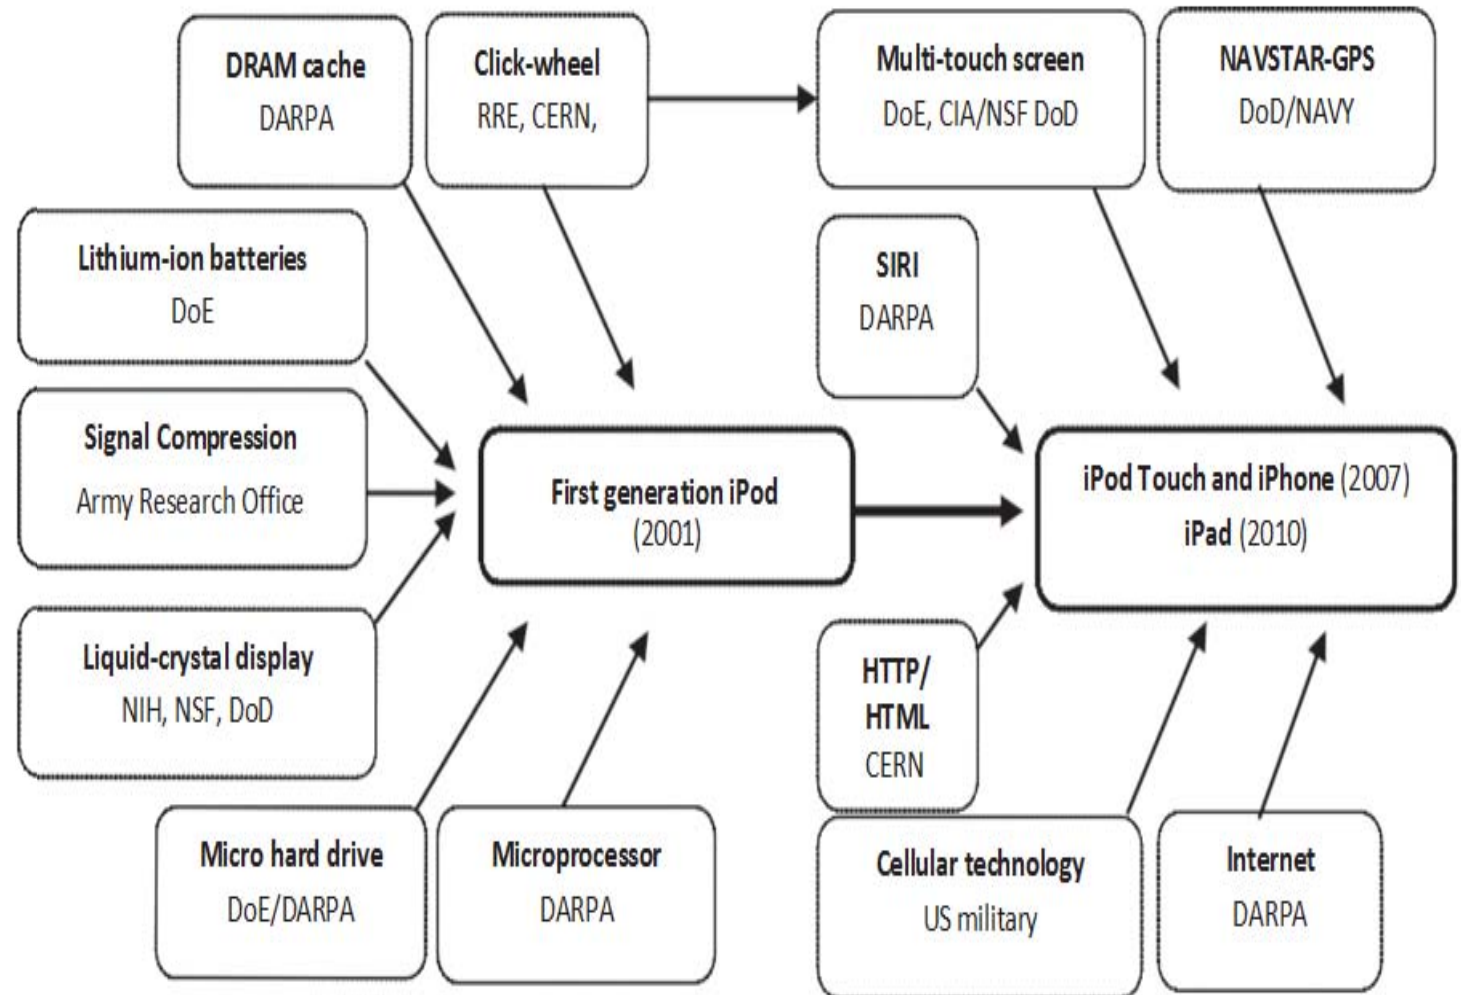 DRAM cache
DARPA
Click-wheel
RRE, CERN,
Multi-touch screen
DoE, CIA/NSF DoD
NAVSTAR-GPS
DoD/NAVY
Lithium-ion batteries
DoE
SIRI
DARPA
Signal Compression
Army Research Office
First generation iPod
(2001)
iPod Touch and iPhone (2007)
iPad (2010)
Liquid-crystal display
NIH, NSF, DoD
HTTP/
HTML
CERN
Micro hard drive
DoE/DARPA
Microprocessor
DARPA
Cellular technology
US military
Internet
DARPA